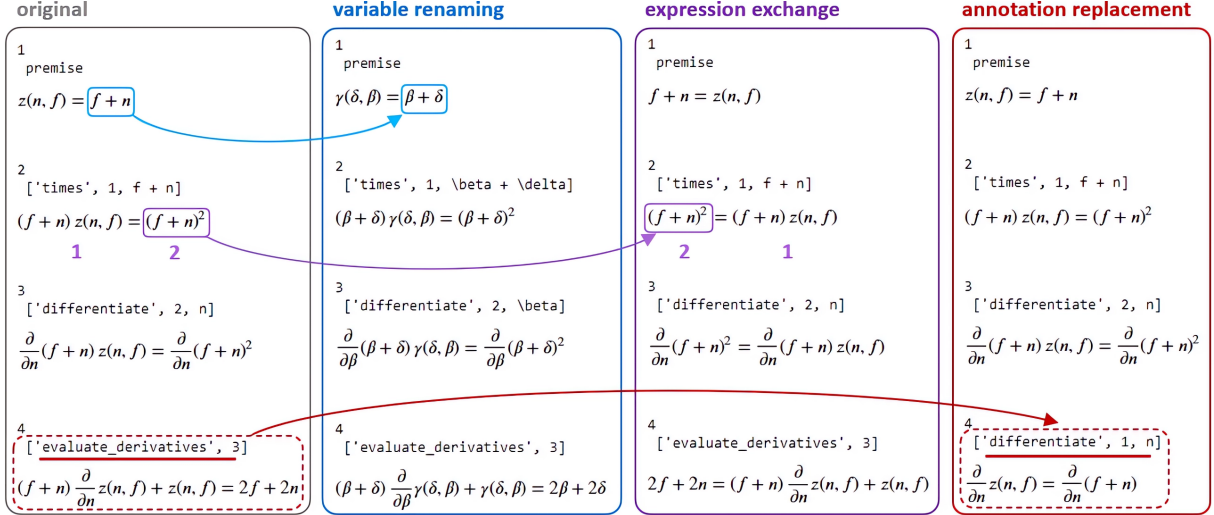 original
1
premise
z(n, f) = f + n
2
['times', 1, f + n]
(f + n) z(n, f) = (f + n)²
1 2
3
['differentiate', 2, n]
∂/∂n (f + n) z(n, f) = ∂/∂n (f + n)²
4
['evaluate_derivatives', 3]
(f + n) ∂/∂n z(n, f) + z(n, f) = 2f + 2n
variable renaming
1
premise
γ(δ, β) = β + δ
2
['times', 1, \beta + \delta]
(β + δ) γ(δ, β) = (β + δ)²
3
['differentiate', 2, \beta]
∂/∂β (β + δ) γ(δ, β) = ∂/∂β (β + δ)²
4
['evaluate_derivatives', 3]
(β + δ) ∂/∂β γ(δ, β) + γ(δ, β) = 2β + 2δ
expression exchange
1
premise
f + n = z(n, f)
2
['times', 1, f + n]
(f + n)² = (f + n) z(n, f)
2 1
3
['differentiate', 2, n]
∂/∂n (f + n)² = ∂/∂n (f + n) z(n, f)
4
['evaluate_derivatives', 3]
2f + 2n = (f + n) ∂/∂n z(n, f) + z(n, f)
annotation replacement
1
premise
z(n, f) = f + n
2
['times', 1, f + n]
(f + n) z(n, f) = (f + n)²
3
['differentiate', 2, n]
∂/∂n (f + n) z(n, f) = ∂/∂n (f + n)²
4
['differentiate', 1, n]
∂/∂n z(n, f) = ∂/∂n (f + n)